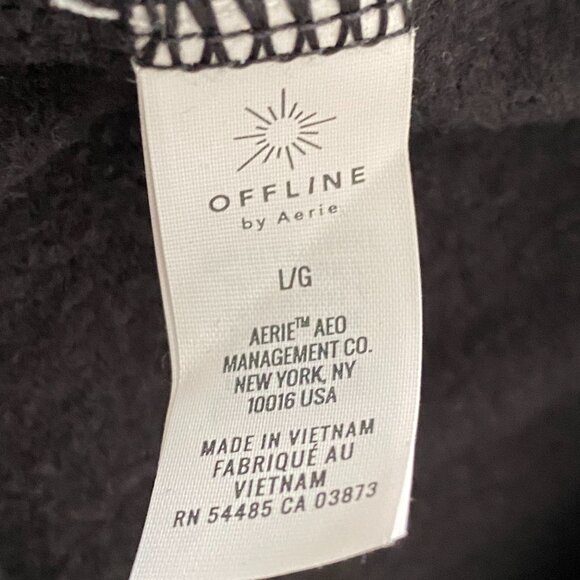 OFFLINE
by Aerie
L/G
AERIE™ AEO
MANAGEMENT CO.
NEW YORK, NY
10016 USA
MADE IN VIETNAM
FABRIQUÉ AU
VIETNAM
RN 54485 CA 03873